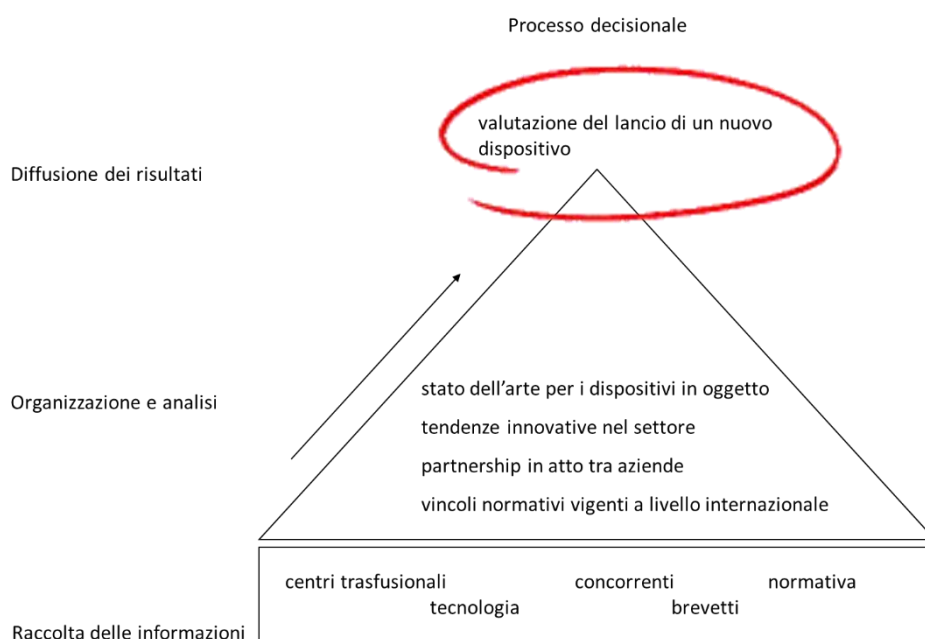 Processo decisionale
valutazione del lancio di un nuovo
dispositivo
Diffusione dei risultati
stato dell’arte per i dispositivi in oggetto
Organizzazione e analisi
tendenze innovative nel settore
partnership in atto tra aziende
vincoli normativi vigenti a livello internazionale
centri trasfusionali concorrenti normativa
tecnologia brevetti
Raccolta delle informazioni